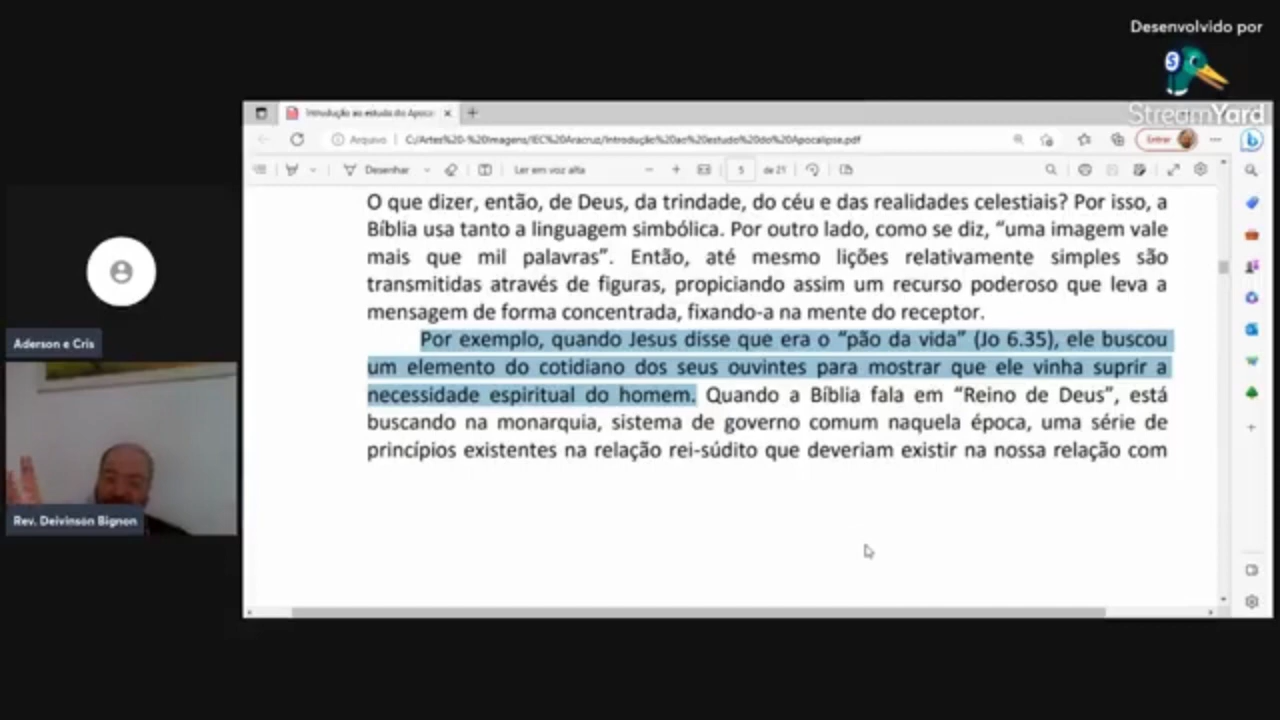 Desenvolvido por
StreamYard
Introdução ao estudo do Apoca
Arquivo
C:/Artes%20-%20Imagens/IEC%20Aracruz/Introdução%20ao%20estudo%20do%20Apocalipse.pdf
Entrar
Desenhar
Ler em voz alta
5
de 21
O que dizer, então, de Deus, da trindade, do céu e das realidades celestiais? Por isso, a
Bíblia usa tanto a linguagem simbólica. Por outro lado, como se diz, “uma imagem vale
mais que mil palavras”. Então, até mesmo lições relativamente simples são
transmitidas através de figuras, propiciando assim um recurso poderoso que leva a
mensagem de forma concentrada, fixando-a na mente do receptor.
Por exemplo, quando Jesus disse que era o “pão da vida” (Jo 6.35), ele buscou
um elemento do cotidiano dos seus ouvintes para mostrar que ele vinha suprir a
necessidade espiritual do homem. Quando a Bíblia fala em “Reino de Deus”, está
buscando na monarquia, sistema de governo comum naquela época, uma série de
princípios existentes na relação rei-súdito que deveriam existir na nossa relação com
Aderson e Cris
Rev. Deivinson Bignon